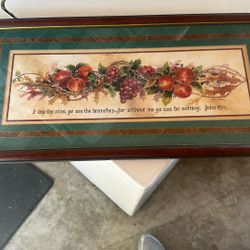 I am the vine, ye are the branches...for without me ye can do nothing. John 15:5